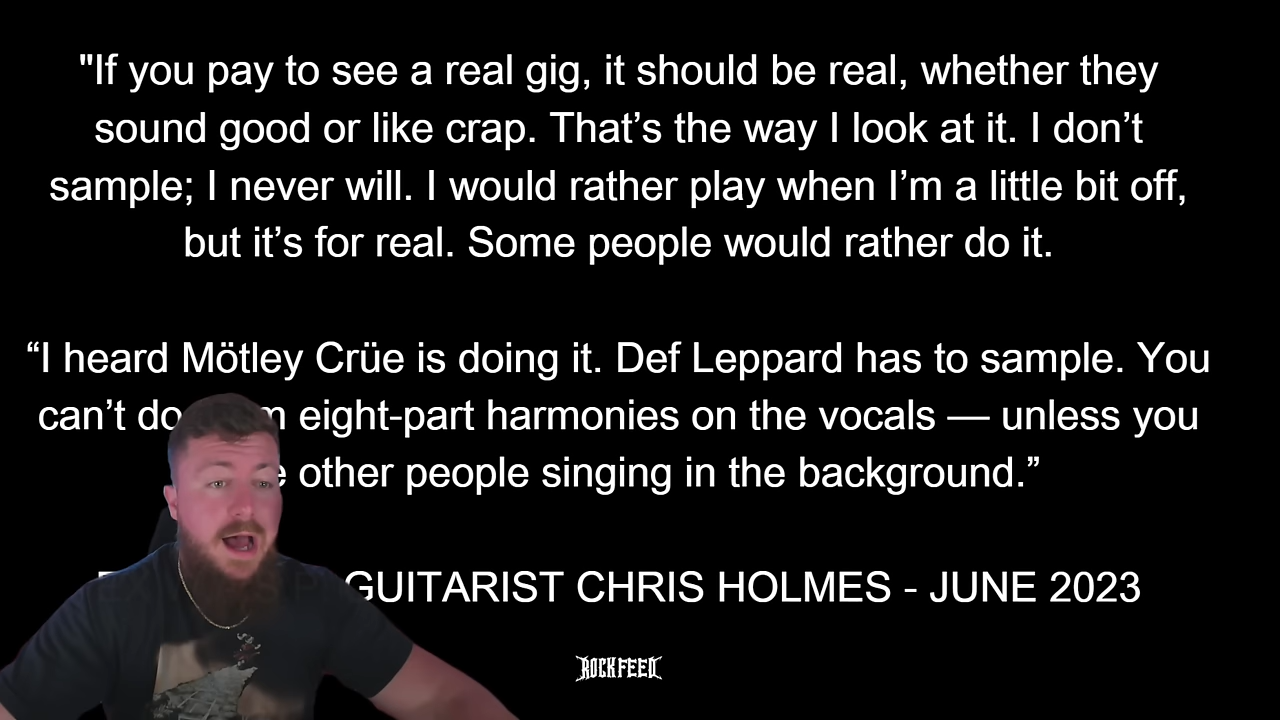 "If you pay to see a real gig, it should be real, whether they
sound good or like crap. That’s the way I look at it. I don’t
sample; I never will. I would rather play when I’m a little bit off,
but it’s for real. Some people would rather do it.
“I heard Mötley Crüe is doing it. Def Leppard has to sample. You
can’t do eight-part harmonies on the vocals — unless you
other people singing in the background.”
GUITARIST CHRIS HOLMES - JUNE 2023
ROCKFEED